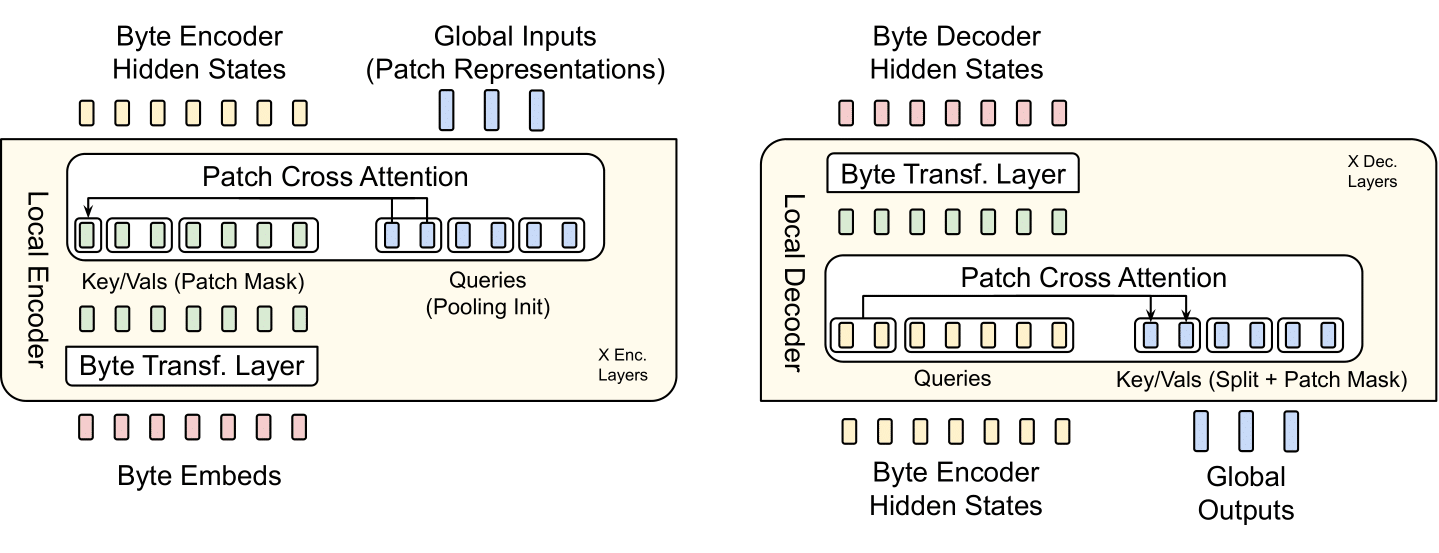 Byte Encoder
Hidden States
Global Inputs
(Patch Representations)
Local Encoder
Patch Cross Attention
Key/Vals (Patch Mask)
Queries
(Pooling Init)
Byte Transf. Layer
X Enc.
Layers
Byte Embeds
Byte Decoder
Hidden States
Local Decoder
Byte Transf. Layer
X Dec.
Layers
Patch Cross Attention
Queries
Key/Vals (Split + Patch Mask)
Byte Encoder
Hidden States
Global
Outputs